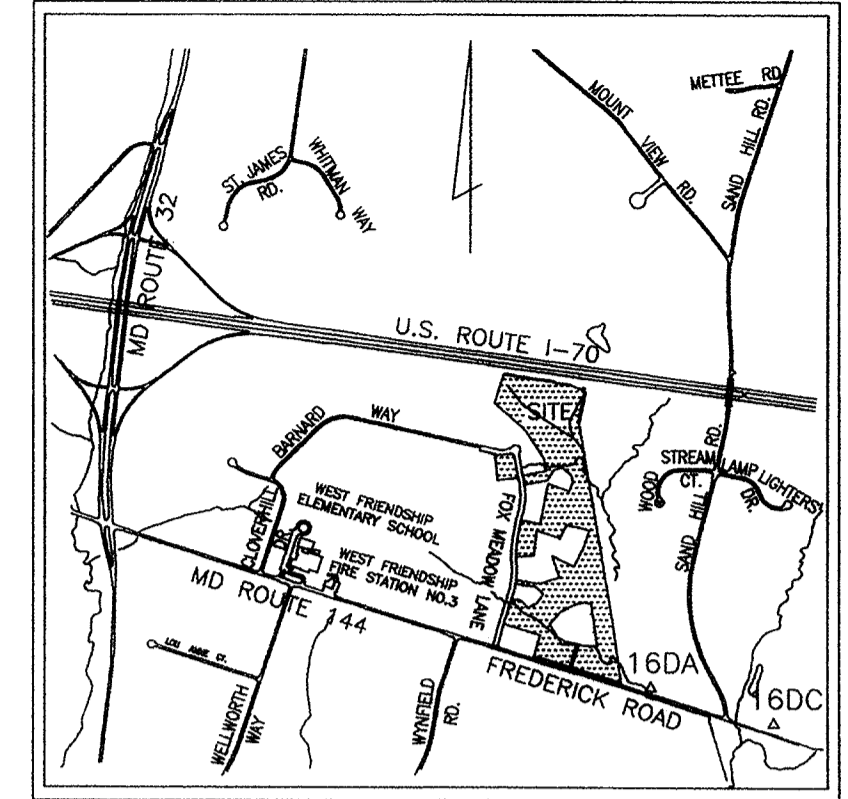 METTEE RD.
MOUNT VIEW RD.
SAND HILL RD.
ST. JAMES RD.
WHITMAN WAY
MD ROUTE 32
U.S. ROUTE I-70
SITE
BARNARD WAY
STREAM
WOOD CT.
LAMP LIGHTERS'
DR.
SAND HILL RD.
CLOVERHILL DR.
WEST FRIENDSHIP
ELEMENTARY SCHOOL
WEST FRIENDSHIP
FIRE STATION NO.3
FOX MEADOW LANE
MD ROUTE 144
LOU ANNE CT.
FREDERICK ROAD
16DA
16DC
WELLWORTH
WAY
WYNFIELD
RD.